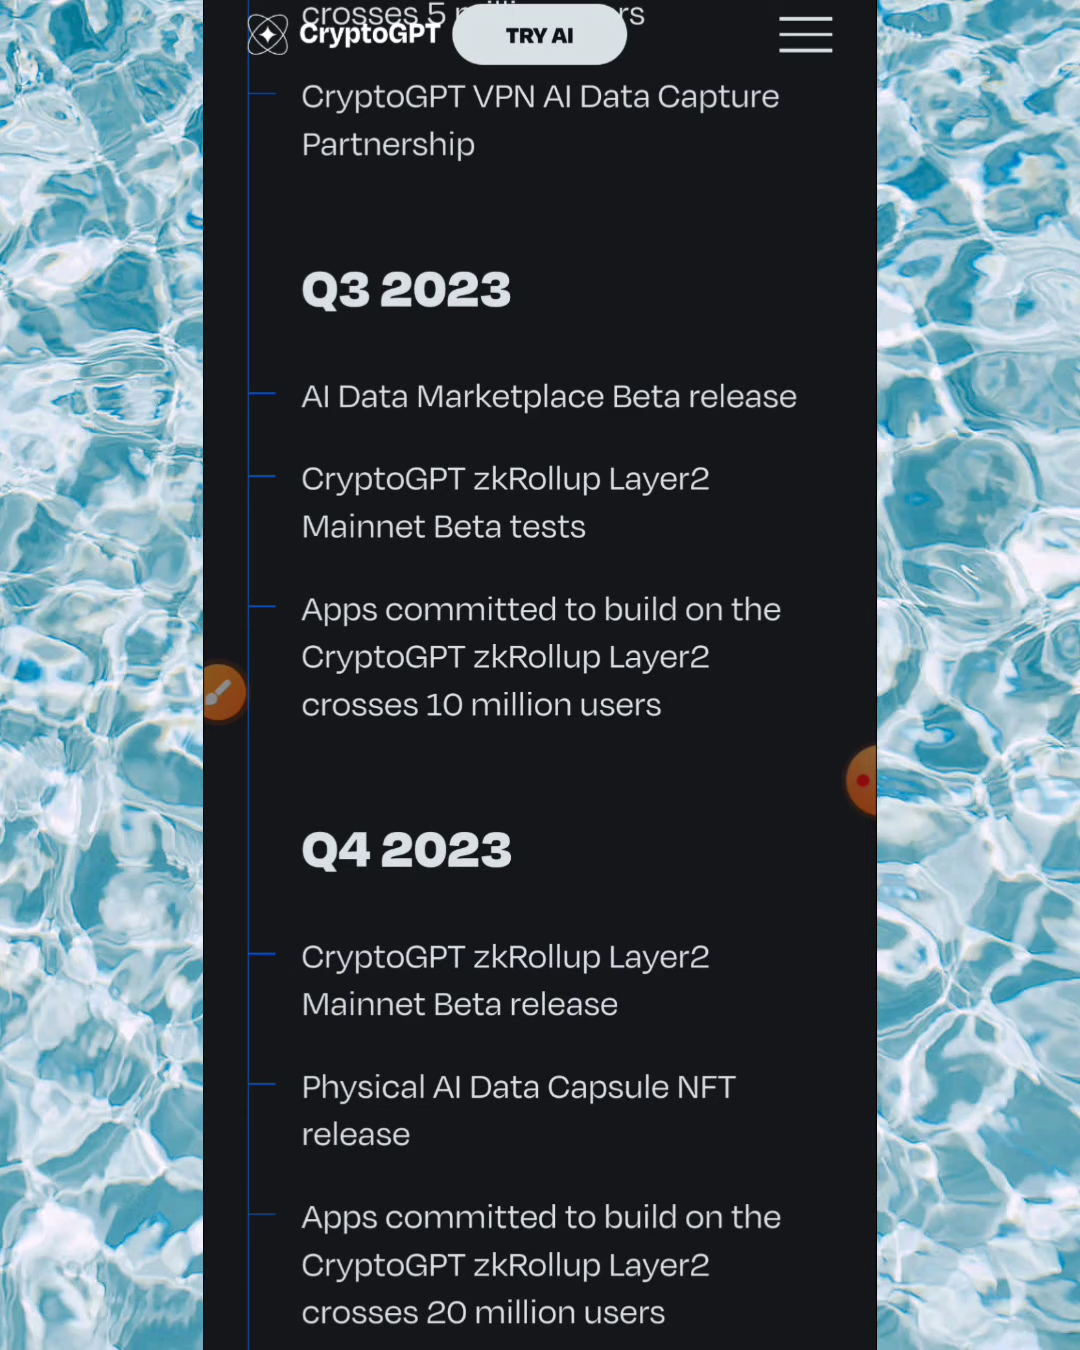 crosses 5
CryptoGPT
TRY AI
CryptoGPT VPN AI Data Capture
Partnership
Q3 2023
AI Data Marketplace Beta release
CryptoGPT zkRollup Layer2
Mainnet Beta tests
Apps committed to build on the
CryptoGPT zkRollup Layer2
crosses 10 million users
Q4 2023
CryptoGPT zkRollup Layer2
Mainnet Beta release
Physical AI Data Capsule NFT
release
Apps committed to build on the
CryptoGPT zkRollup Layer2
crosses 20 million users